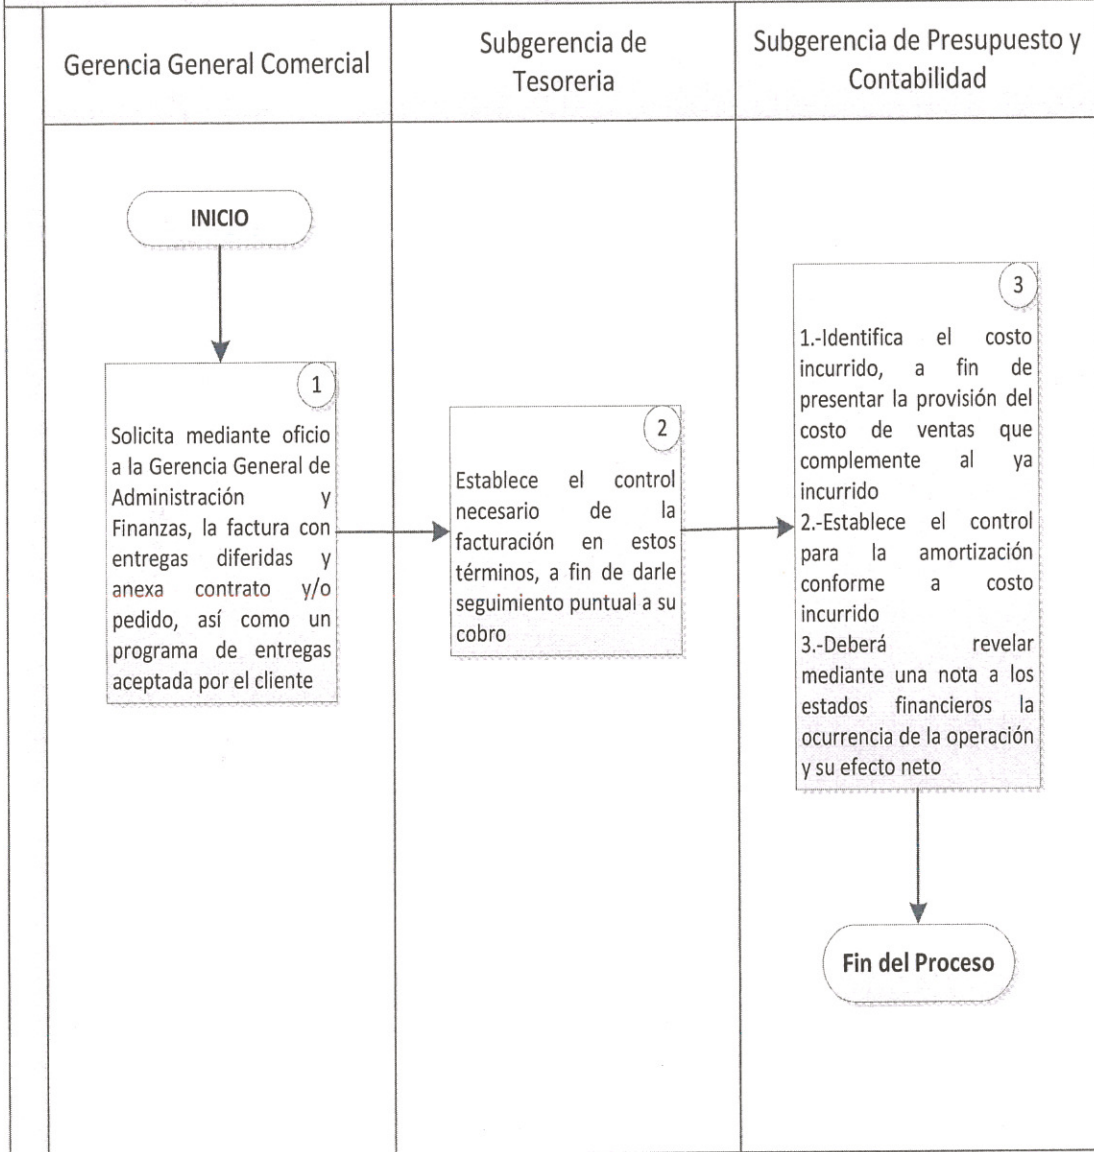 Gerencia General Comercial
Subgerencia de
Tesoreria
Subgerencia de Presupuesto y
Contabilidad
INICIO
1
Solicita mediante oficio
a la Gerencia General de
Administración y
Finanzas, la factura con
entregas diferidas y
anexa contrato y/o
pedido, así como un
programa de entregas
aceptada por el cliente
2
Establece el control
necesario de la
facturación en estos
términos, a fin de darle
seguimiento puntual a su
cobro
3
1.-Identifica el costo
incurrido, a fin de
presentar la provisión del
costo de ventas que
complemente al ya
incurrido
2.-Establece el control
para la amortización
conforme a costo
incurrido
3.-Deberá revelar
mediante una nota a los
estados financieros la
ocurrencia de la operación
y su efecto neto
Fin del Proceso